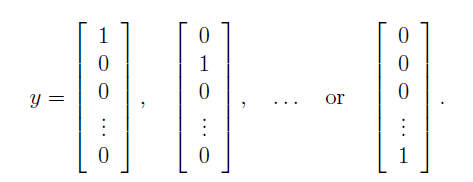 y = [1 0 0 ⋮ 0], [0 1 0 ⋮ 0], ... or [0 0 0 ⋮ 1].